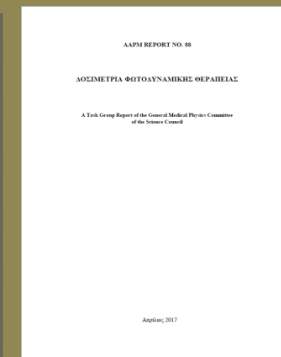 AAPM REPORT NO. 88
ΔΟΣΙΜΕΤΡΙΑ ΦΩΤΟΔΥΝΑΜΙΚΗΣ ΘΕΡΑΠΕΙΑΣ
A Task Group Report of the General Medical Physics Committee
of the Science Council
Απρίλιος 2017